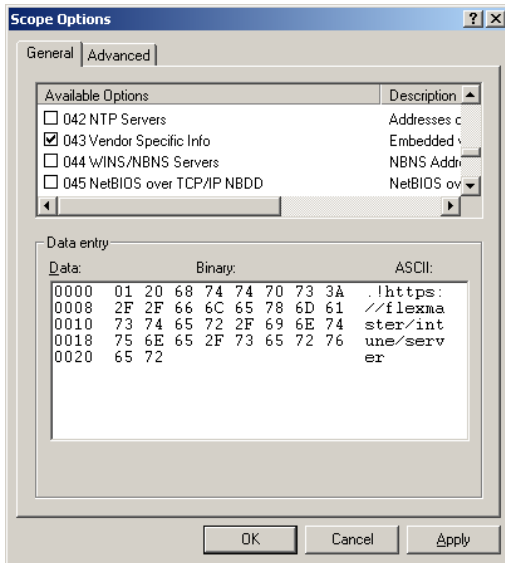 Scope Options
General Advanced
Available Options Description
042 NTP Servers Addresses c
043 Vendor Specific Info Embedded v
044 WINS/NBNS Servers NBNS Addr
045 NetBIOS over TCP/IP NBDD NetBIOS ov
Data entry
Data: Binary: ASCII:
0000 01 20 68 74 74 70 73 3A .!https:
0008 2F 2F 66 6C 65 78 6D 61 //flexma
0010 73 74 65 72 2F 69 6E 74 ster/int
0018 75 6E 65 2F 73 65 72 76 une/serv
0020 65 72 er
OK Cancel Apply